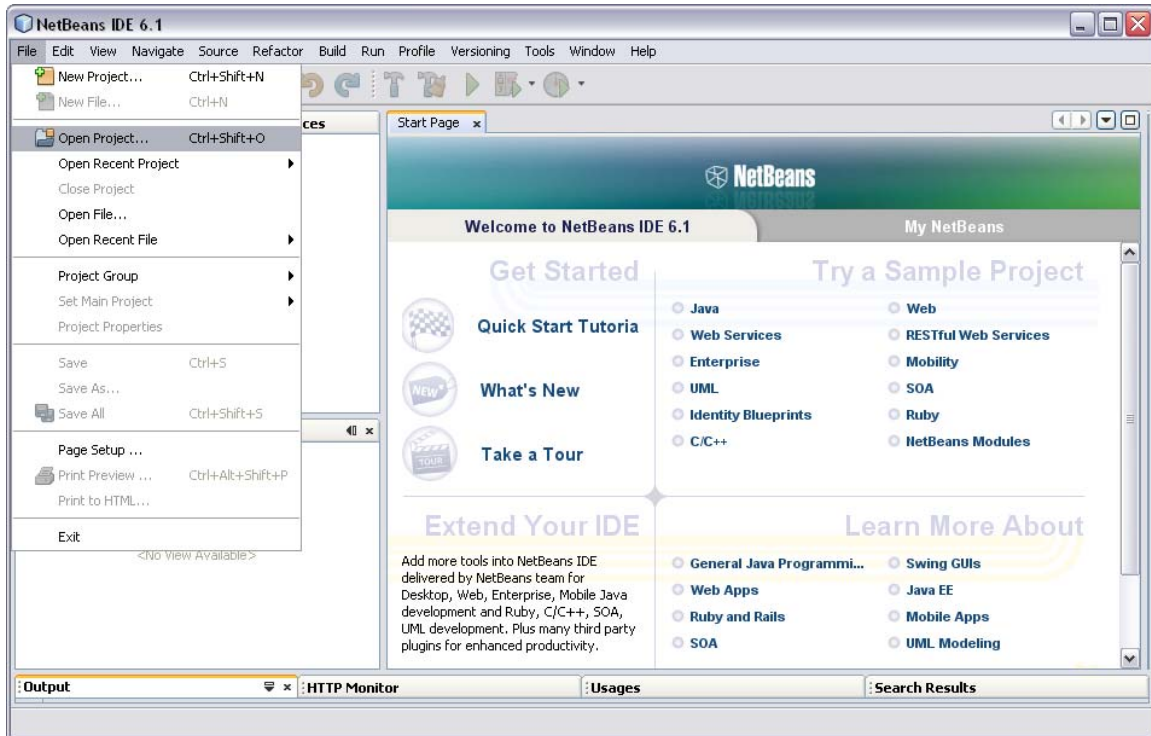 NetBeans IDE 6.1
File Edit View Navigate Source Refactor Build Run Profile Versioning Tools Window Help
New Project... Ctrl+Shift+N
New File... Ctrl+N
Open Project... Ctrl+Shift+O
Open Recent Project
Close Project
Open File...
Open Recent File
Project Group
Set Main Project
Project Properties
Save Ctrl+S
Save As...
Save All Ctrl+Shift+S
Page Setup ...
Print Preview ... Ctrl+Alt+Shift+P
Print to HTML...
Exit
ces
<No View Available>
Start Page
NetBeans
Welcome to NetBeans IDE 6.1
My NetBeans
Get Started
Quick Start Tutoria
NEW
What's New
TOUR
Take a Tour
Try a Sample Project
Java
Web Services
Enterprise
UML
Identity Blueprints
C/C++
Web
RESTful Web Services
Mobility
SOA
Ruby
NetBeans Modules
Extend Your IDE
Add more tools into NetBeans IDE
delivered by NetBeans team for
Desktop, Web, Enterprise, Mobile Java
development and Ruby, C/C++, SOA,
UML development. Plus many third party
plugins for enhanced productivity.
Learn More About
General Java Programmi...
Web Apps
Ruby and Rails
SOA
Swing GUIs
Java EE
Mobile Apps
UML Modeling
Output
HTTP Monitor
Usages
Search Results